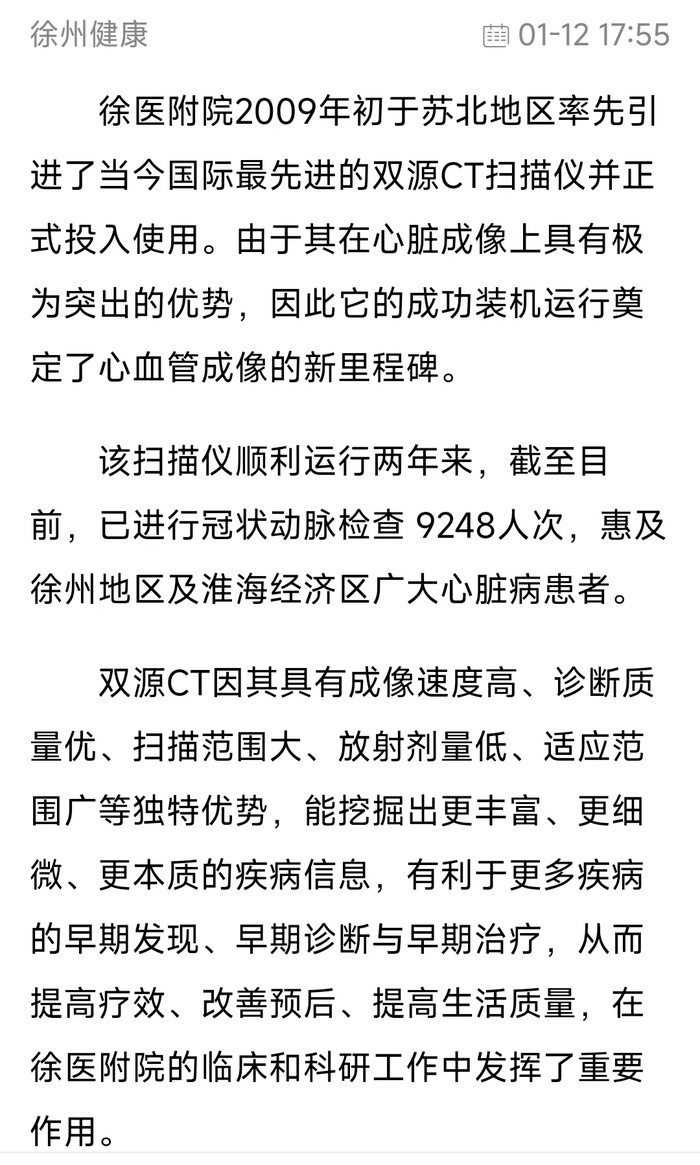 徐州健康
01-12 17:55
徐医附院2009年初于苏北地区率先引
进了当今国际最先进的双源CT扫描仪并正
式投入使用。由于其在心脏成像上具有极
为突出的优势，因此它的成功装机运行奠
定了心血管成像的新里程碑。
该扫描仪顺利运行两年来，截至目
前，已进行冠状动脉检查 9248人次，惠及
徐州地区及淮海经济区广大心脏病患者。
双源CT因其具有成像速度高、诊断质
量优、扫描范围大、放射剂量低、适应范
围广等独特优势，能挖掘出更丰富、更细
微、更本质的疾病信息，有利于更多疾病
的早期发现、早期诊断与早期治疗，从而
提高疗效、改善预后、提高生活质量，在
徐医附院的临床和科研工作中发挥了重要
作用。